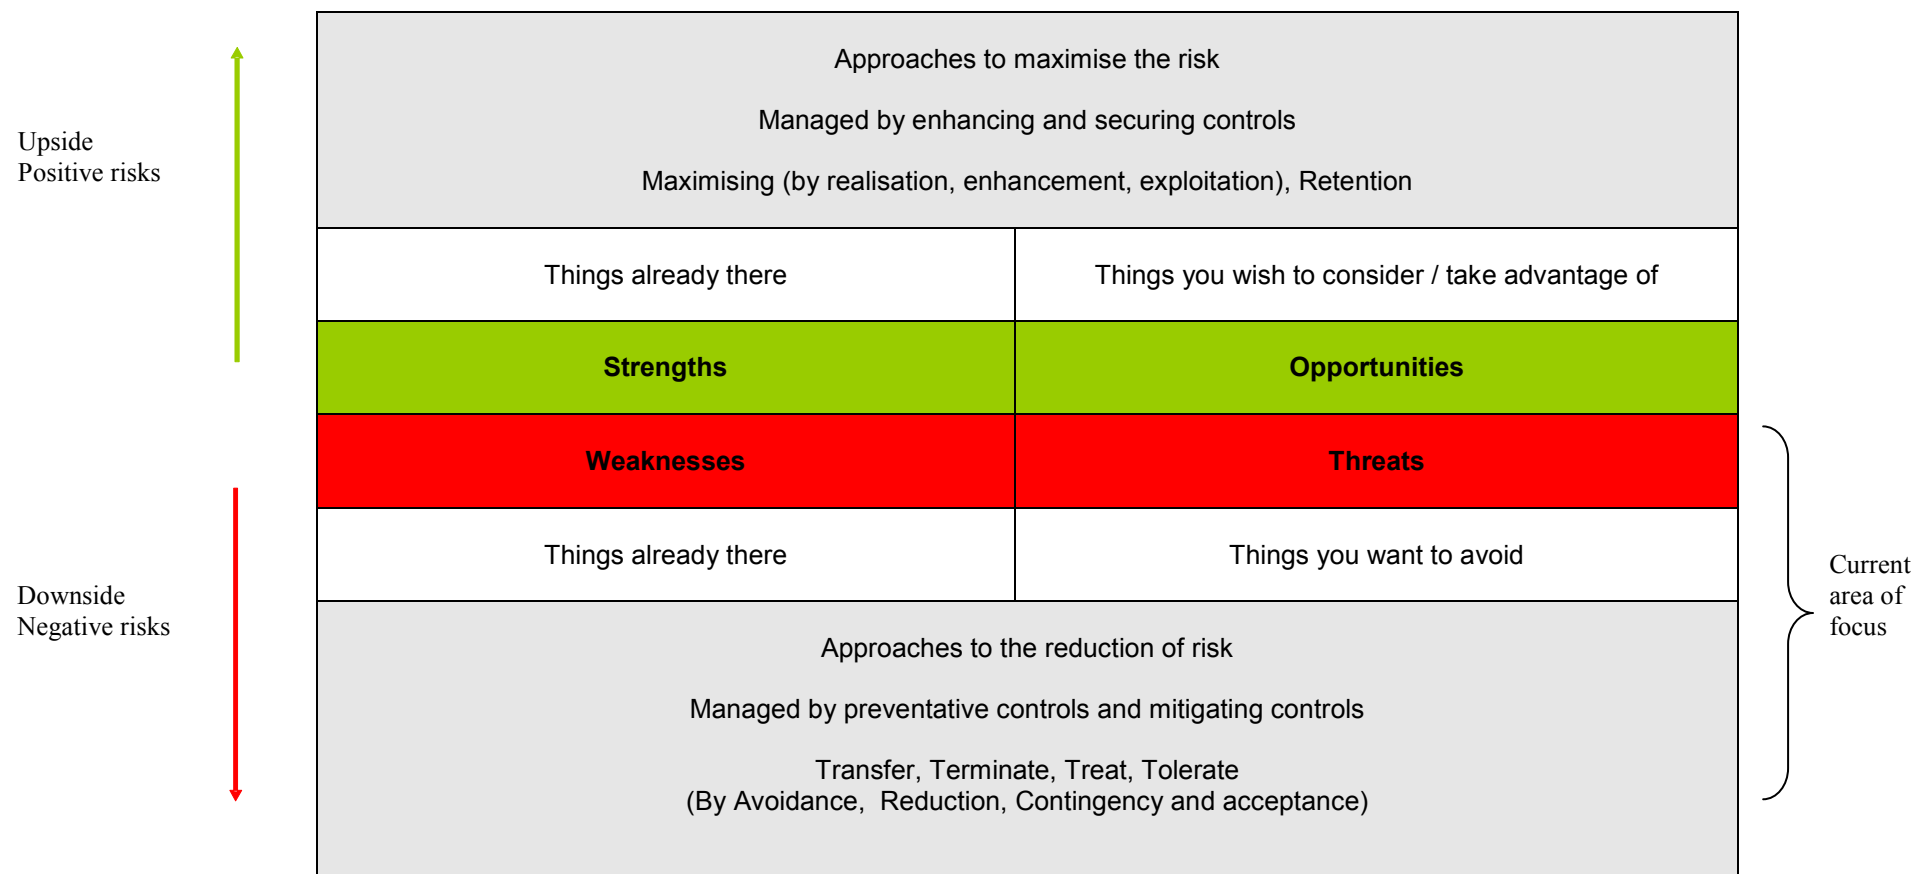 Approaches to maximise the risk
Managed by enhancing and securing controls
Maximising (by realisation, enhancement, exploitation), Retention
Upside
Positive risks
Things already there
Things you wish to consider / take advantage of
Strengths
Opportunities
Weaknesses
Threats
Things already there
Things you want to avoid
Downside
Negative risks
Current
area of
focus
Approaches to the reduction of risk
Managed by preventative controls and mitigating controls
Transfer, Terminate, Treat, Tolerate
(By Avoidance,  Reduction, Contingency and acceptance)